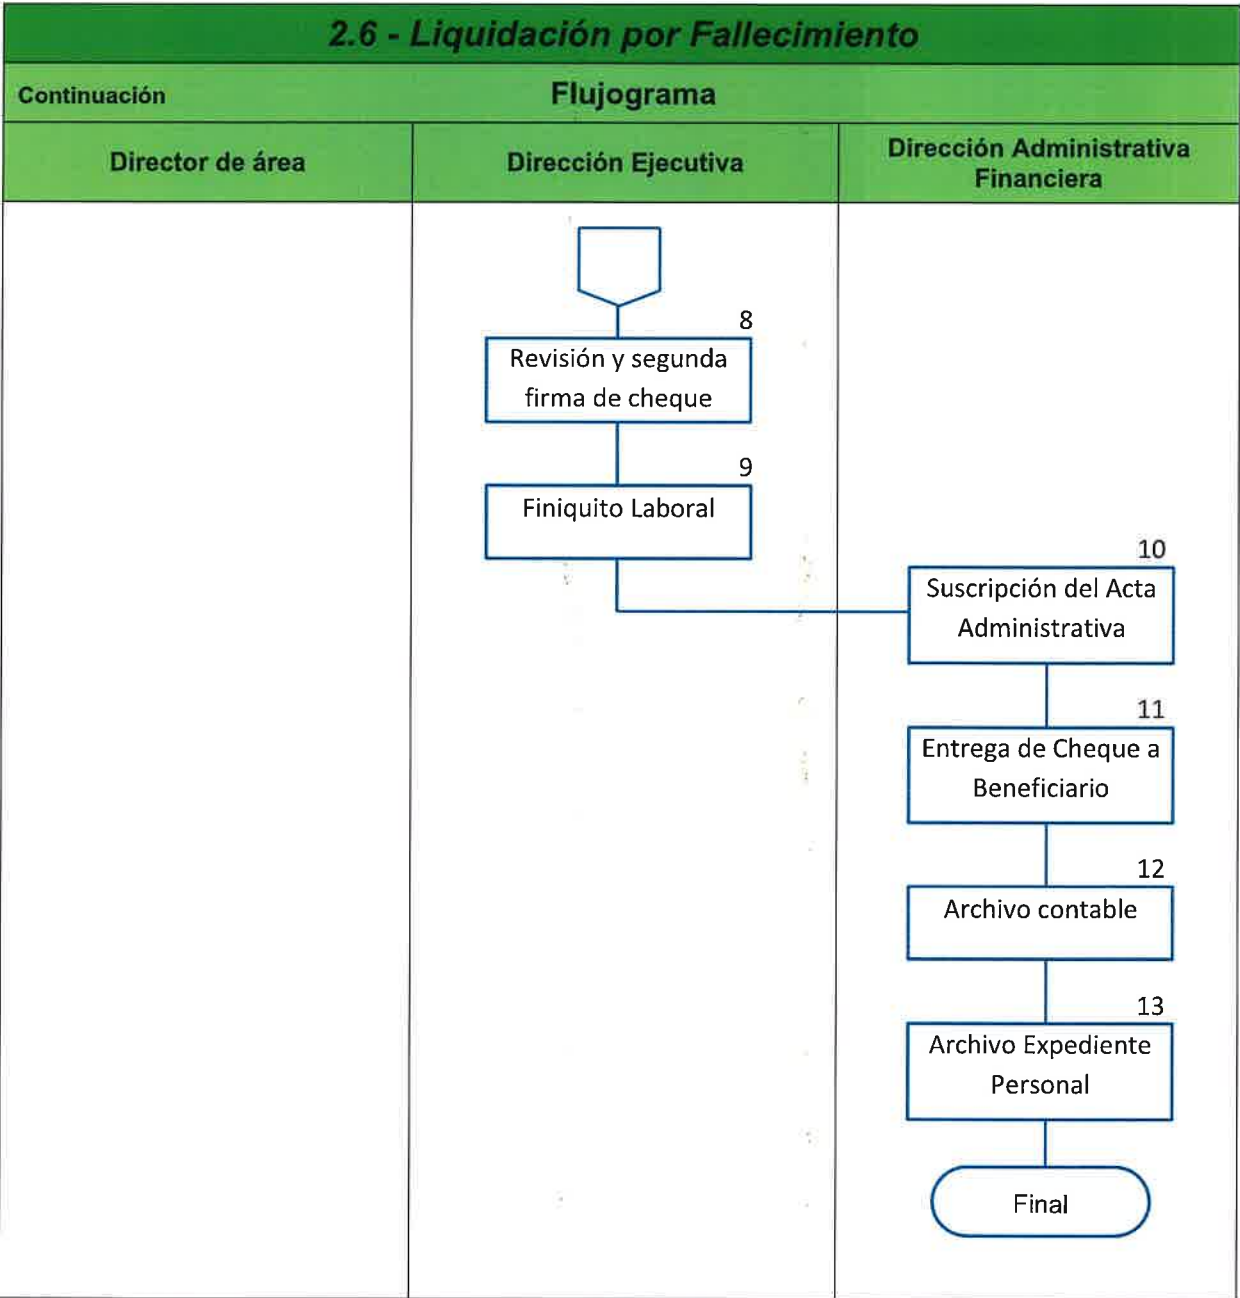 2.6 - Liquidación por Fallecimiento
Continuación
Flujograma
Director de área
Dirección Ejecutiva
Dirección Administrativa
Financiera
8
Revisión y segunda
firma de cheque
9
Finiquito Laboral
10
Suscripción del Acta
Administrativa
11
Entrega de Cheque a
Beneficiario
12
Archivo contable
13
Archivo Expediente
Personal
Final